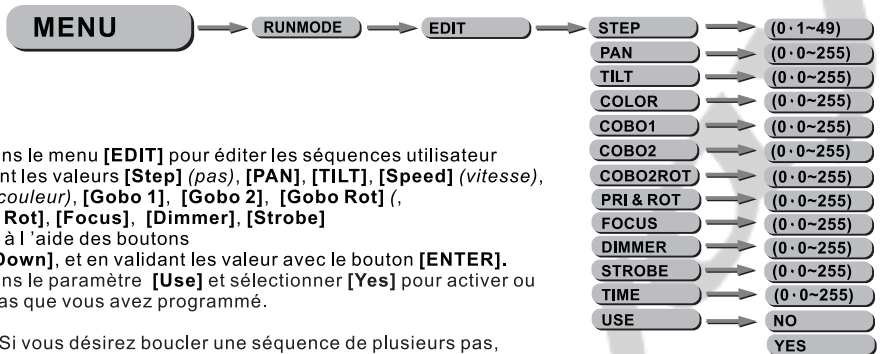 MENU RUNMODE EDIT STEP (0·1~49)
PAN (0·0~255)
TILT (0·0~255)
COLOR (0·0~255)
COBO1 (0·0~255)
COBO2 (0·0~255)
COBO2ROT (0·0~255)
PRI & ROT (0·0~255)
FOCUS (0·0~255)
DIMMER (0·0~255)
STROBE (0·0~255)
TIME (0·0~255)
USE NO
YES
ns le menu [EDIT] pour éditer les séquences utilisateur
nt les valeurs [Step] (pas), [PAN], [TILT], [Speed] (vitesse),
couleur), [Gobo 1], [Gobo 2], [Gobo Rot] (,
Rot], [Focus], [Dimmer], [Strobe]
à l 'aide des boutons
Down], et en validant les valeur avec le bouton [ENTER].
ns le paramètre [Use] et sélectionner [Yes] pour activer ou
as que vous avez programmé.
Si vous désirez boucler une séquence de plusieurs pas,